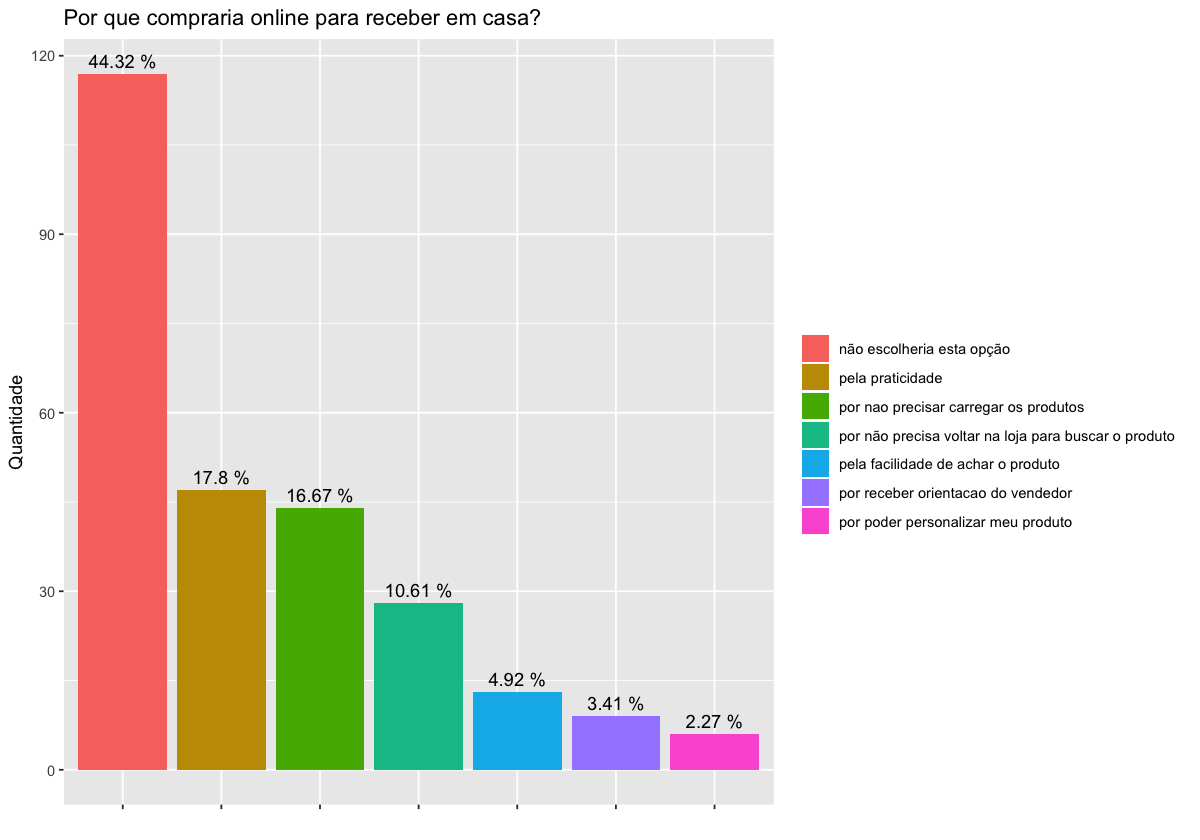 Por que compraria online para receber em casa?
120
44.32 %
90
60
17.8 %
16.67 %
30
10.61 %
4.92 %
3.41 %
2.27 %
0
Quantidade
não escolheria esta opção
pela praticidade
por nao precisar carregar os produtos
por não precisa voltar na loja para buscar o produto
pela facilidade de achar o produto
por receber orientacao do vendedor
por poder personalizar meu produto